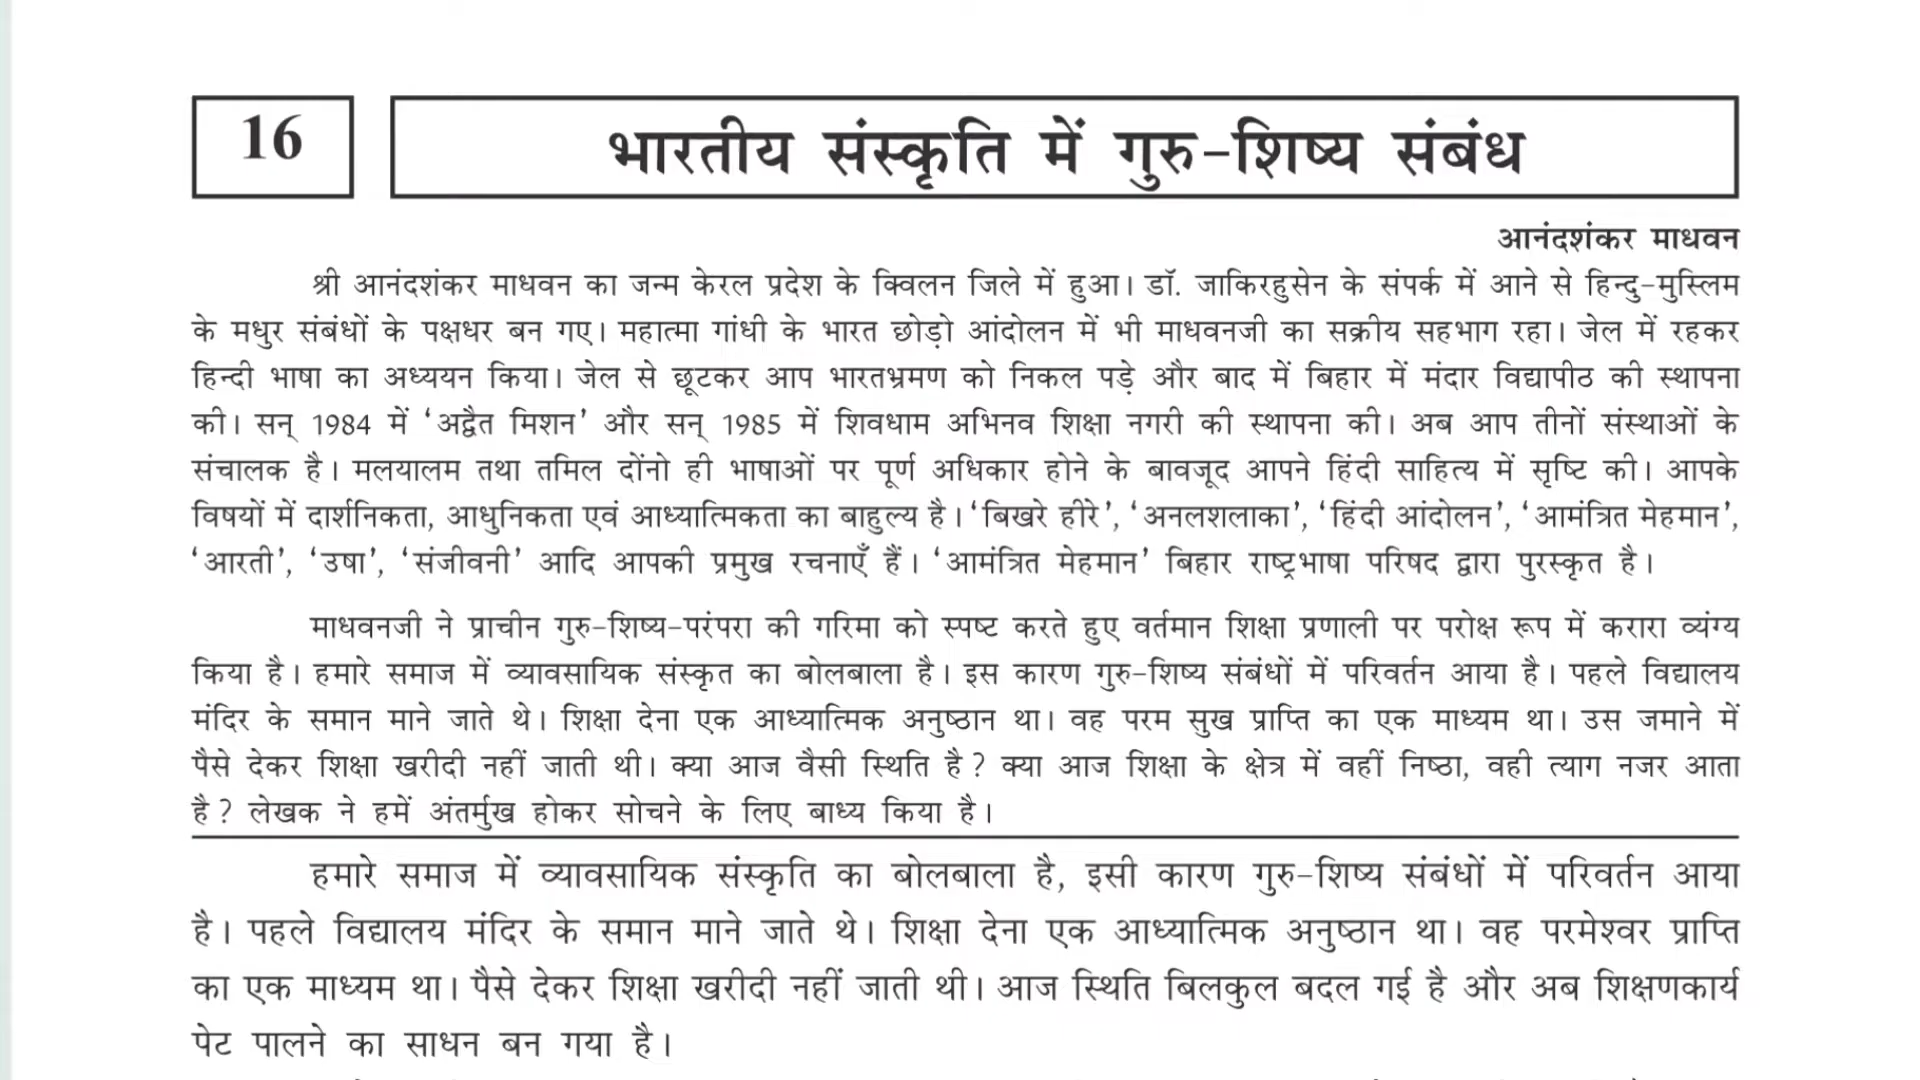 16
भारतीय संस्कृति में गुरु-शिष्य संबंध
आनंदशंकर माधवन
श्री आनंदशंकर माधवन का जन्म केरल प्रदेश के क्विलन जिले में हुआ। डॉ. जाकिरहुसेन के संपर्क में आने से हिन्दु-मुस्लिम
के मधुर संबंधों के पक्षधर बन गए। महात्मा गांधी के भारत छोड़ो आंदोलन में भी माधवनजी का सक्रीय सहभाग रहा। जेल में रहकर
हिन्दी भाषा का अध्ययन किया। जेल से छूटकर आप भारतभ्रमण को निकल पड़े और बाद में बिहार में मंदार विद्यापीठ की स्थापना
की। सन् 1984 में ‘अद्वैत मिशन’ और सन् 1985 में शिवधाम अभिनव शिक्षा नगरी की स्थापना की। अब आप तीनों संस्थाओं के
संचालक है। मलयालम तथा तमिल दोंनो ही भाषाओं पर पूर्ण अधिकार होने के बावजूद आपने हिंदी साहित्य में सृष्टि की। आपके
विषयों में दार्शनिकता, आधुनिकता एवं आध्यात्मिकता का बाहुल्य है। ‘बिखरे हीरे’, ‘अनलशलाका’, ‘हिंदी आंदोलन’, ‘आमंत्रित मेहमान’,
‘आरती’, ‘उषा’, ‘संजीवनी’ आदि आपकी प्रमुख रचनाएँ हैं। ‘आमंत्रित मेहमान’ बिहार राष्ट्रभाषा परिषद द्वारा पुरस्कृत है।
माधवनजी ने प्राचीन गुरु-शिष्य-परंपरा की गरिमा को स्पष्ट करते हुए वर्तमान शिक्षा प्रणाली पर परोक्ष रूप में करारा व्यंग्य
किया है। हमारे समाज में व्यावसायिक संस्कृत का बोलबाला है। इस कारण गुरु-शिष्य संबंधों में परिवर्तन आया है। पहले विद्यालय
मंदिर के समान माने जाते थे। शिक्षा देना एक आध्यात्मिक अनुष्ठान था। वह परम सुख प्राप्ति का एक माध्यम था। उस जमाने में
पैसे देकर शिक्षा खरीदी नहीं जाती थी। क्या आज वैसी स्थिति है? क्या आज शिक्षा के क्षेत्र में वहीं निष्ठा, वही त्याग नजर आता
है? लेखक ने हमें अंतर्मुख होकर सोचने के लिए बाध्य किया है।
हमारे समाज में व्यावसायिक संस्कृति का बोलबाला है, इसी कारण गुरु-शिष्य संबंधों में परिवर्तन आया
है। पहले विद्यालय मंदिर के समान माने जाते थे। शिक्षा देना एक आध्यात्मिक अनुष्ठान था। वह परमेश्वर प्राप्ति
का एक माध्यम था। पैसे देकर शिक्षा खरीदी नहीं जाती थी। आज स्थिति बिलकुल बदल गई है और अब शिक्षणकार्य
पेट पालने का साधन बन गया है।